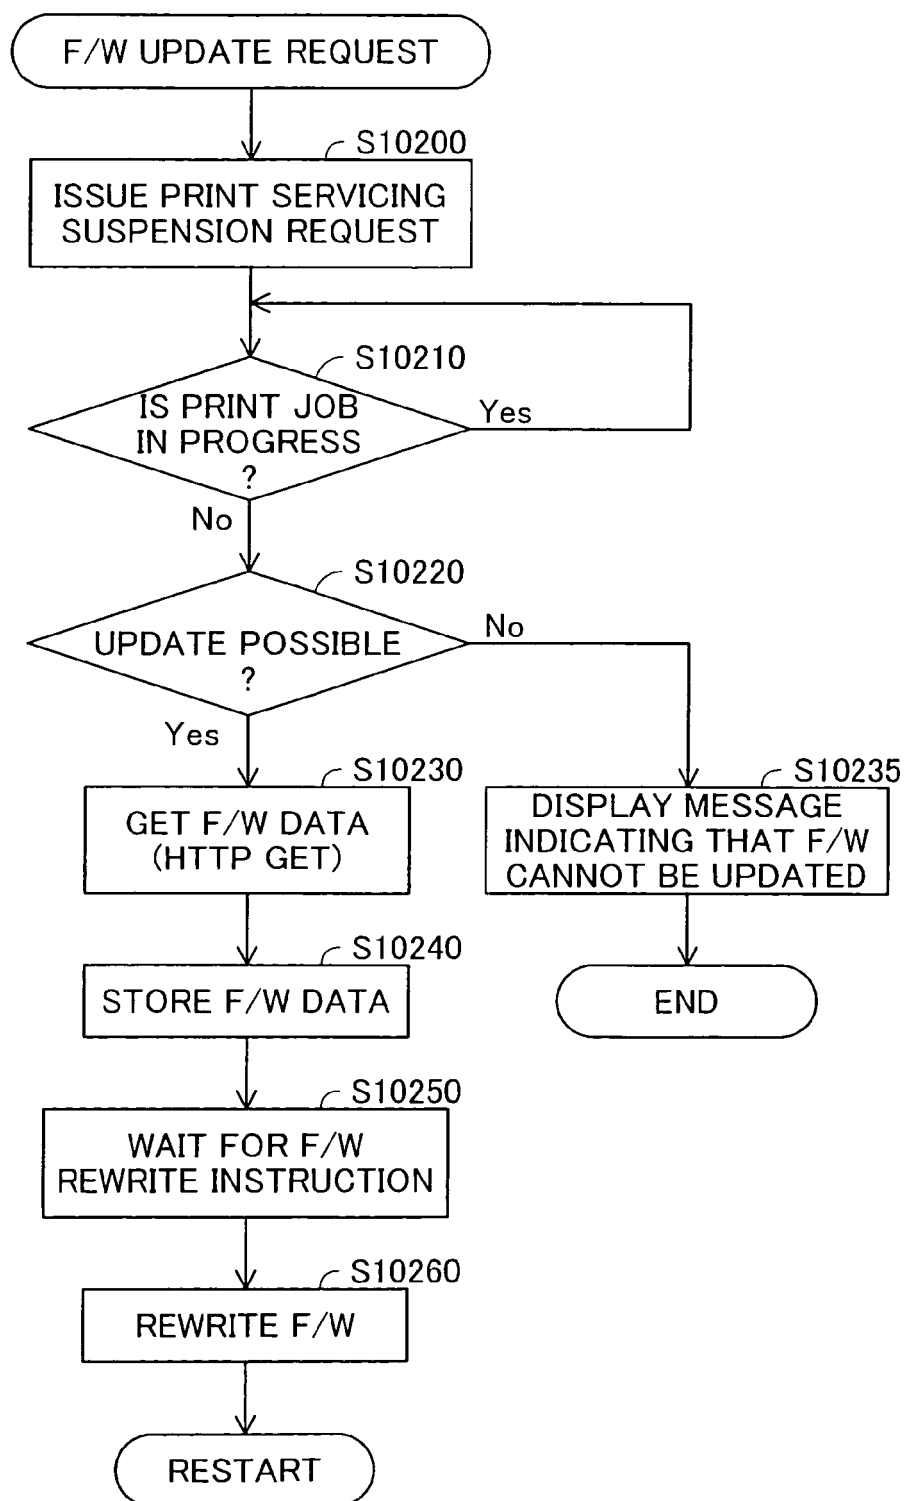 F/W UPDATE REQUEST
S10200
ISSUE PRINT SERVICING
SUSPENSION REQUEST
S10210
IS PRINT JOB
IN PROGRESS
?
Yes
No
S10220
UPDATE POSSIBLE
?
No
Yes
S10230
GET F/W DATA
(HTTP GET)
S10235
DISPLAY MESSAGE
INDICATING THAT F/W
CANNOT BE UPDATED
S10240
STORE F/W DATA
END
S10250
WAIT FOR F/W
REWRITE INSTRUCTION
S10260
REWRITE F/W
RESTART